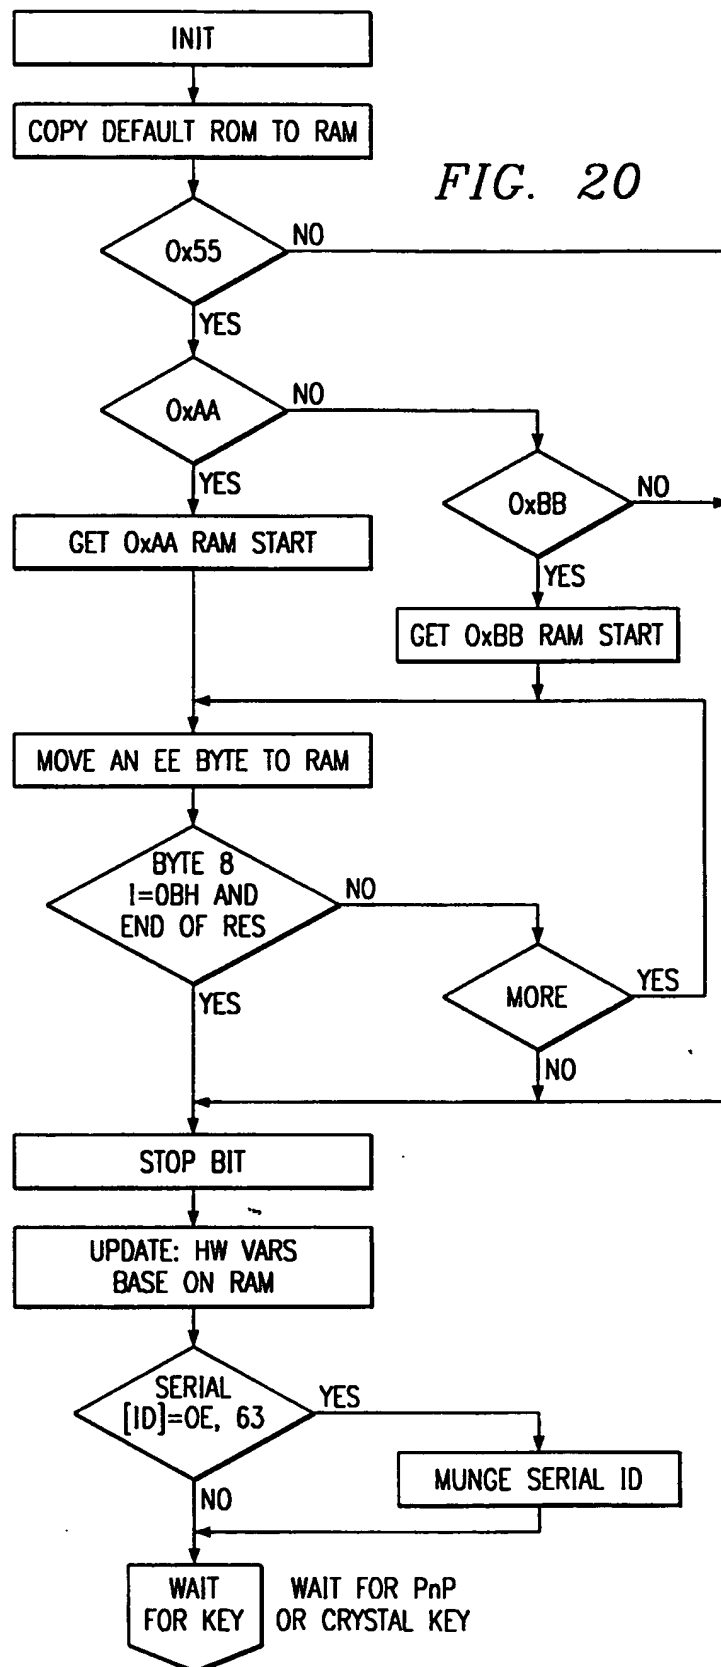 INIT
COPY DEFAULT ROM TO RAM
FIG. 20
0x55
NO
YES
0xAA
NO
YES
0xBB
NO
YES
GET 0xAA RAM START
GET 0xBB RAM START
MOVE AN EE BYTE TO RAM
BYTE 8
!=0BH AND
END OF RES
NO
YES
MORE
YES
NO
STOP BIT
UPDATE: HW VARS
BASE ON RAM
SERIAL
[ID]=0E, 63
YES
NO
MUNGE SERIAL ID
WAIT
FOR KEY
WAIT FOR PnP
OR CRYSTAL KEY